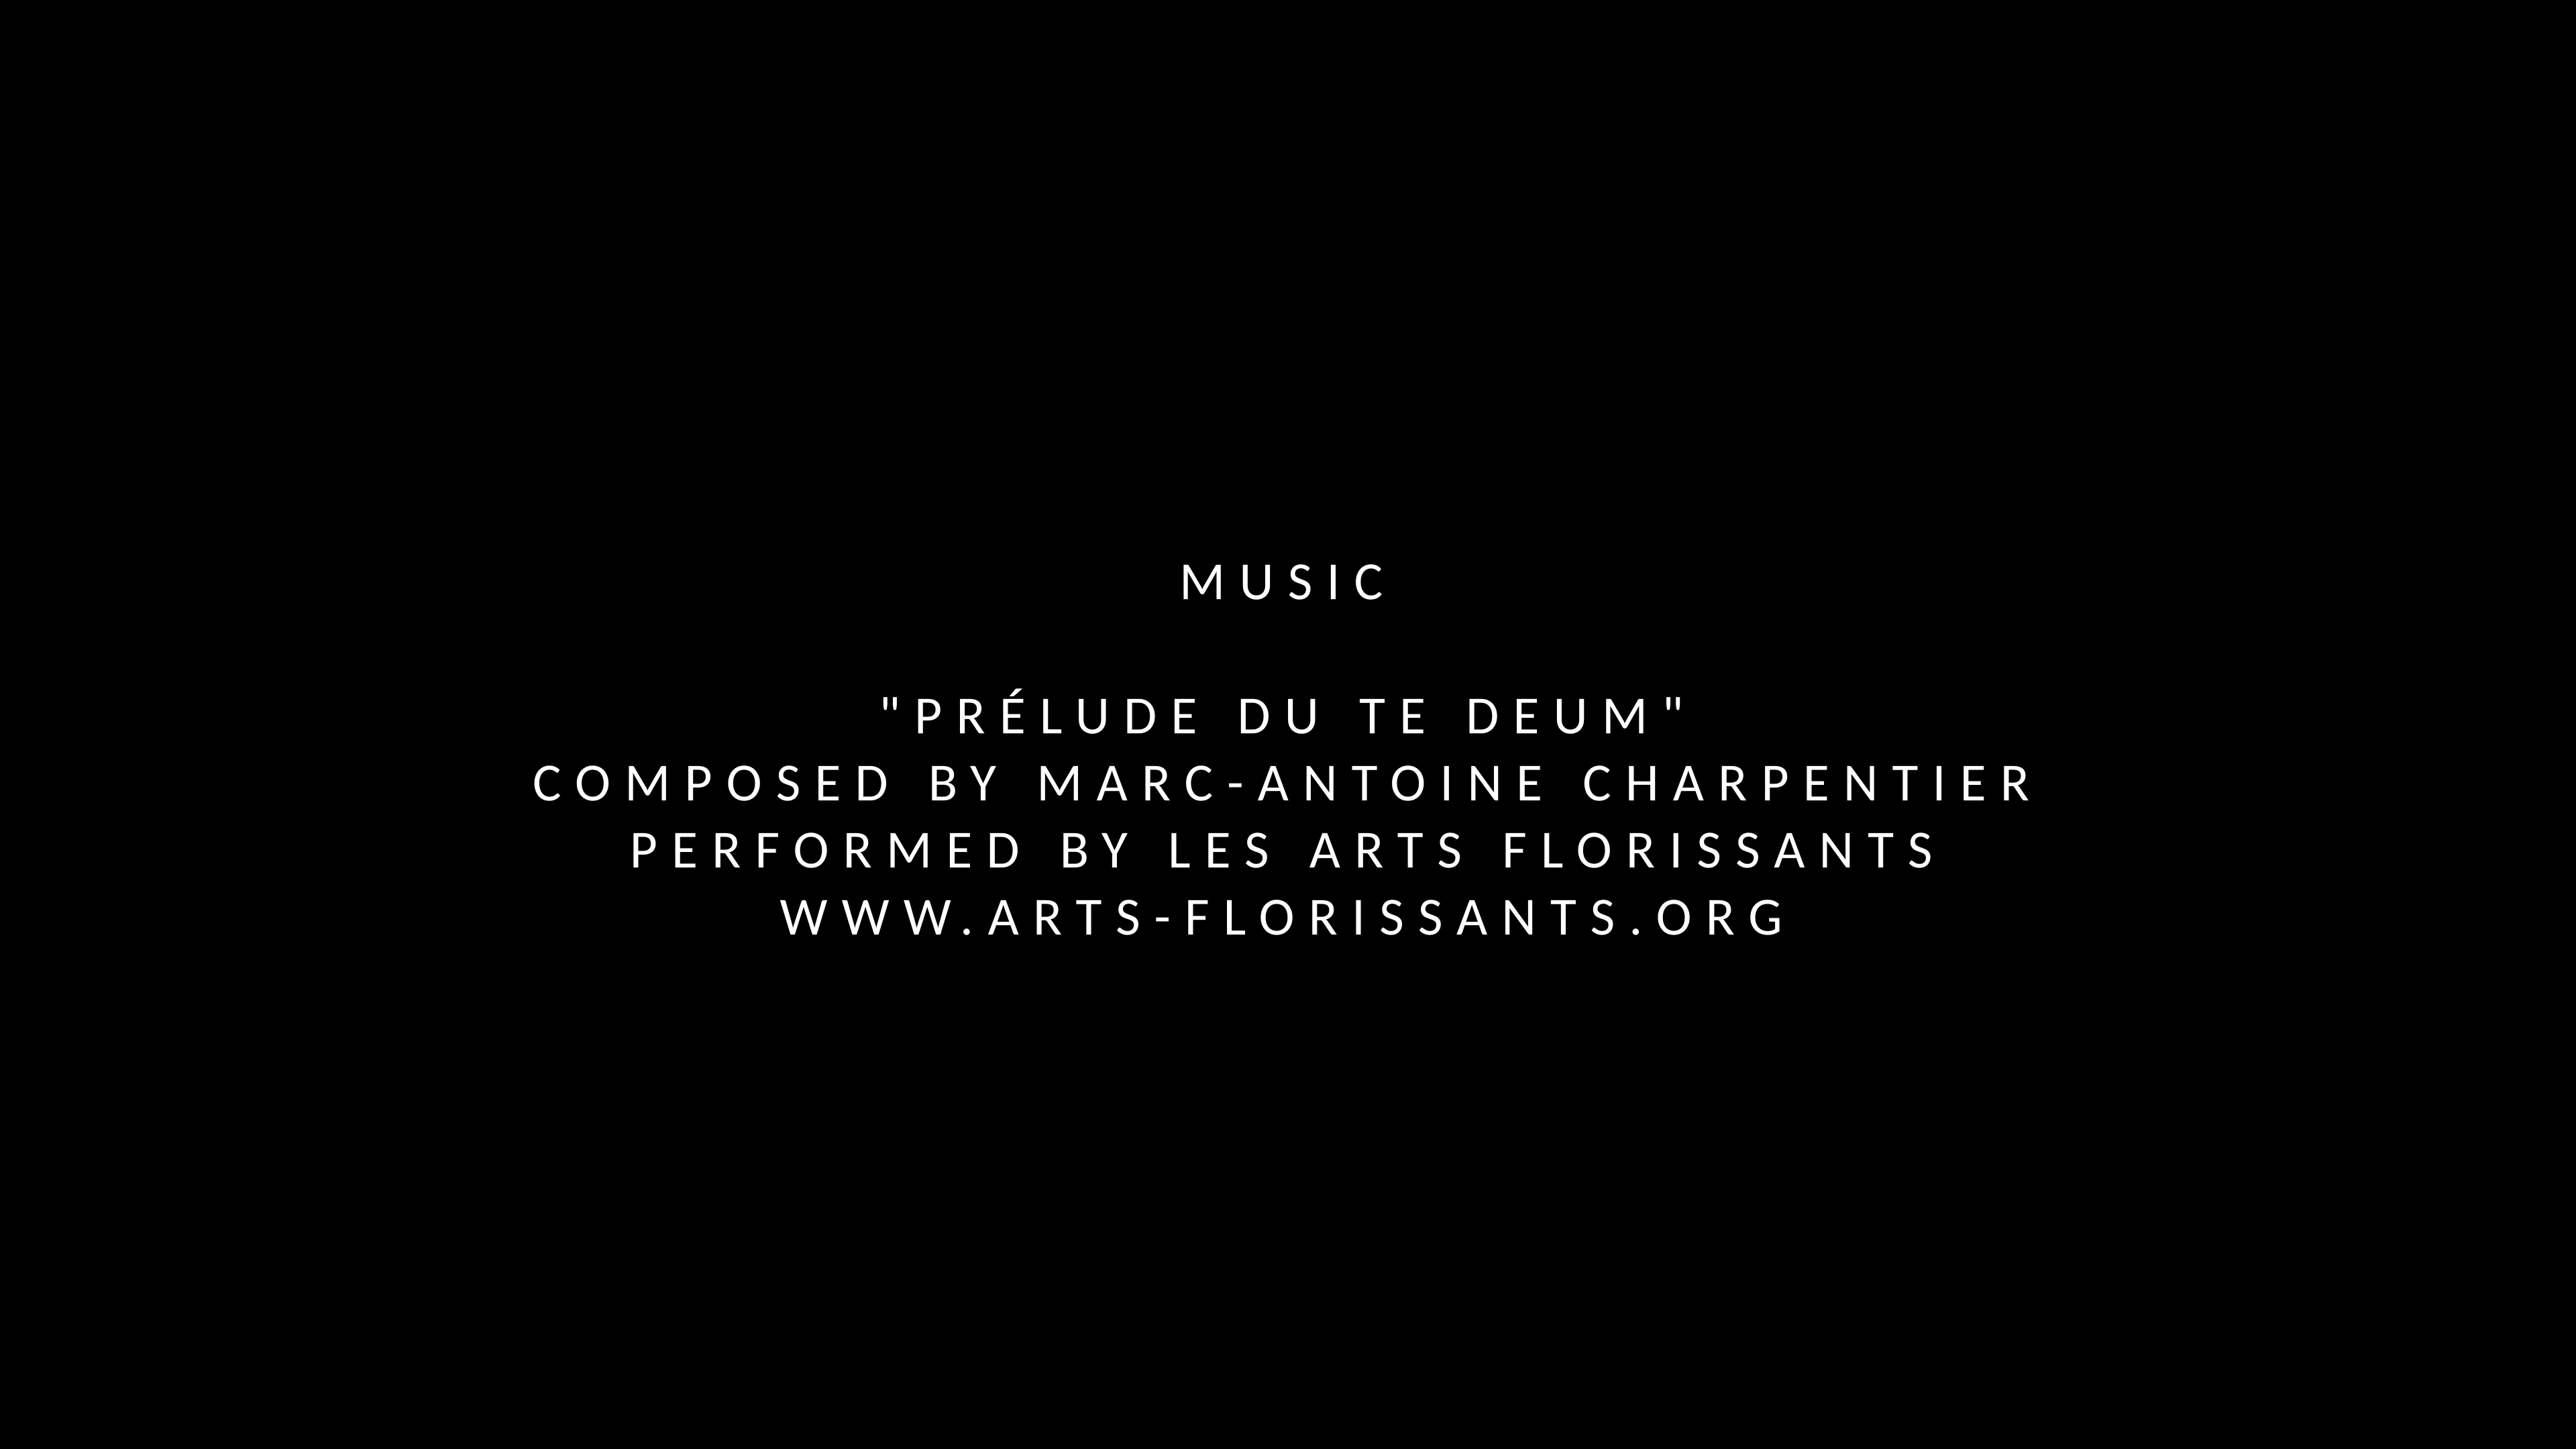 MUSIC
"PRÉLUDE DU TE DEUM"
COMPOSED BY MARC-ANTOINE CHARPENTIER
PERFORMED BY LES ARTS FLORISSANTS
WWW.ARTS-FLORISSANTS.ORG